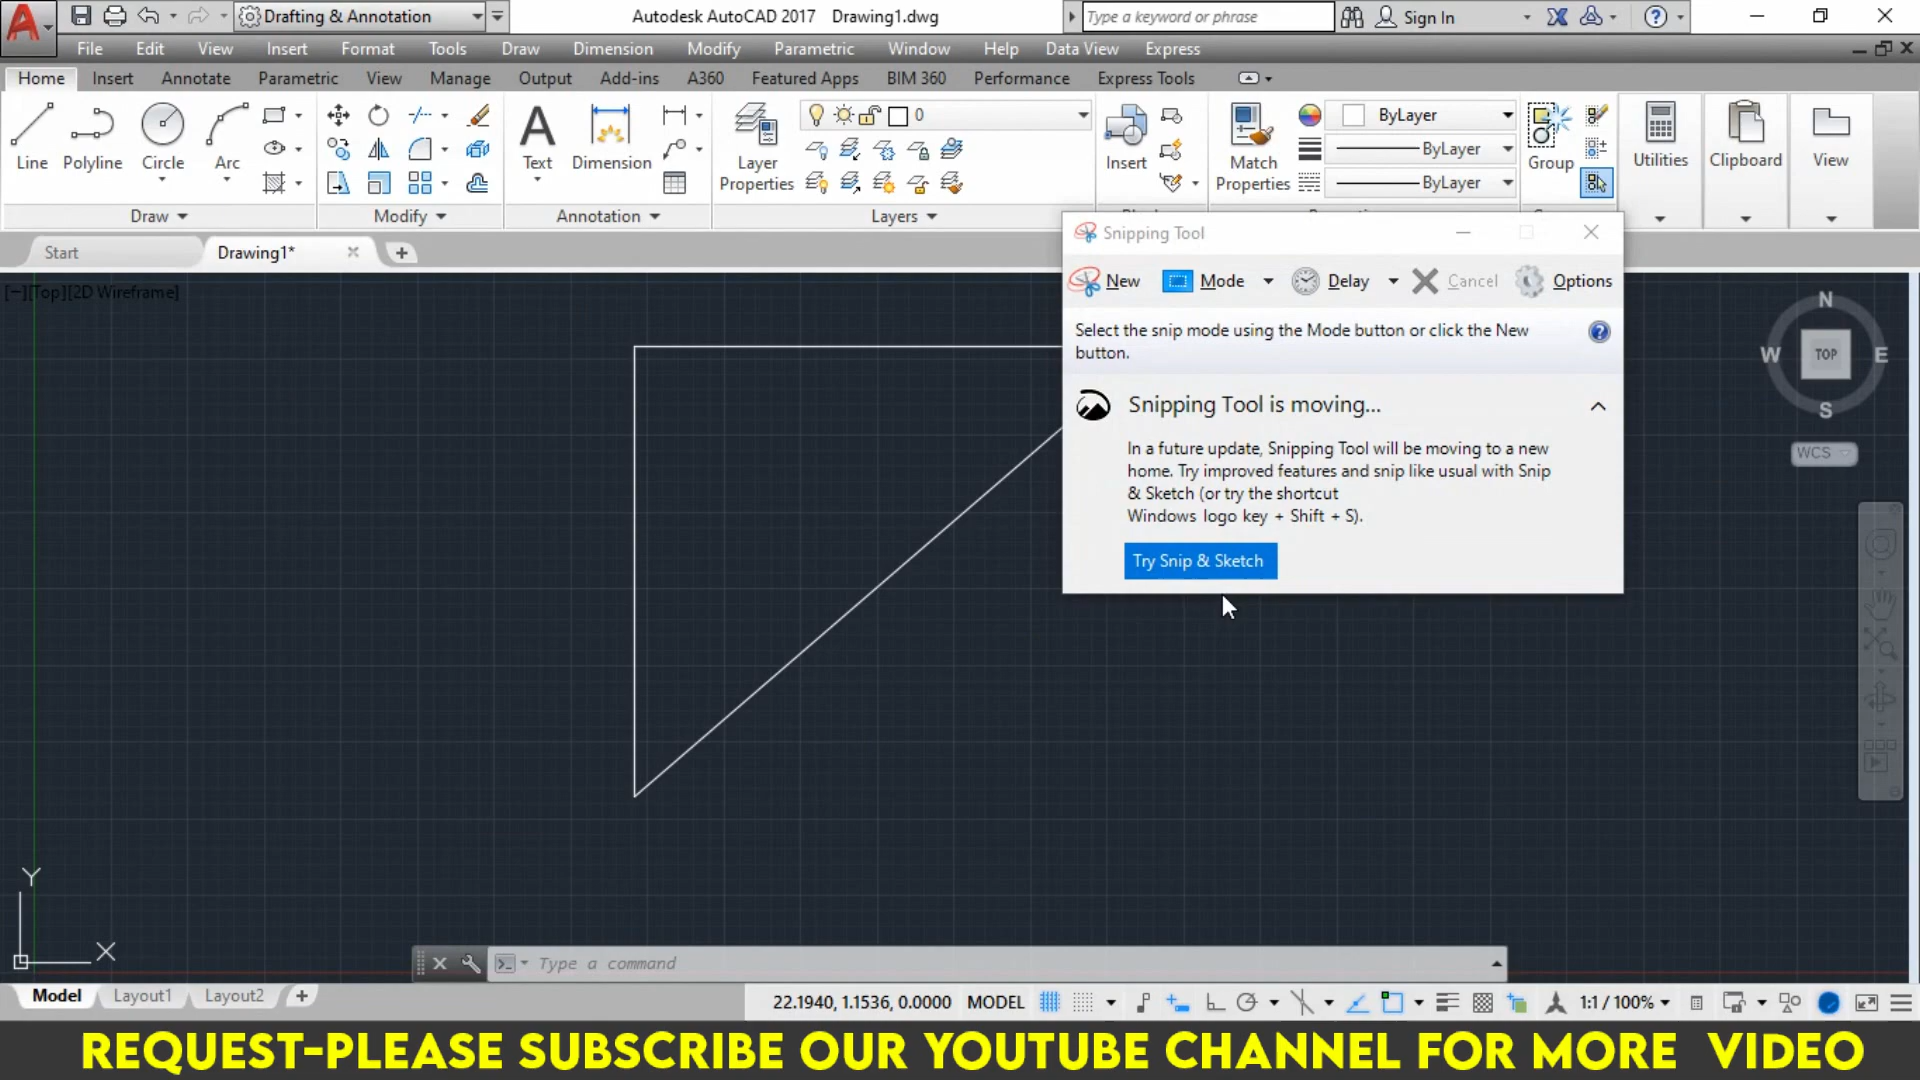 Drafting & Annotation
Autodesk AutoCAD 2017 Drawing1.dwg
Type a keyword or phrase
Sign In
File Edit View Insert Format Tools Draw Dimension Modify Parametric Window Help Data View Express
Home Insert Annotate Parametric View Manage Output Add-ins A360 Featured Apps BIM 360 Performance Express Tools
0
ByLayer
ByLayer
ByLayer
Line Polyline Circle Arc
Text Dimension
Layer Properties
Insert
Match Properties
Group
Utilities Clipboard View
Draw Modify Annotation Layers
Start Drawing1*
Snipping Tool
New Mode Delay Cancel Options
Select the snip mode using the Mode button or click the New
button.
Snipping Tool is moving...
In a future update, Snipping Tool will be moving to a new
home. Try improved features and snip like usual with Snip
& Sketch (or try the shortcut
Windows logo key + Shift + S).
Try Snip & Sketch
[−][Top][2D Wireframe]
N
W TOP E
S
WCS
Y
X
Type a command
Model Layout1 Layout2
22.1940, 1.1536, 0.0000 MODEL
1:1 / 100%
REQUEST-PLEASE SUBSCRIBE OUR YOUTUBE CHANNEL FOR MORE VIDEO